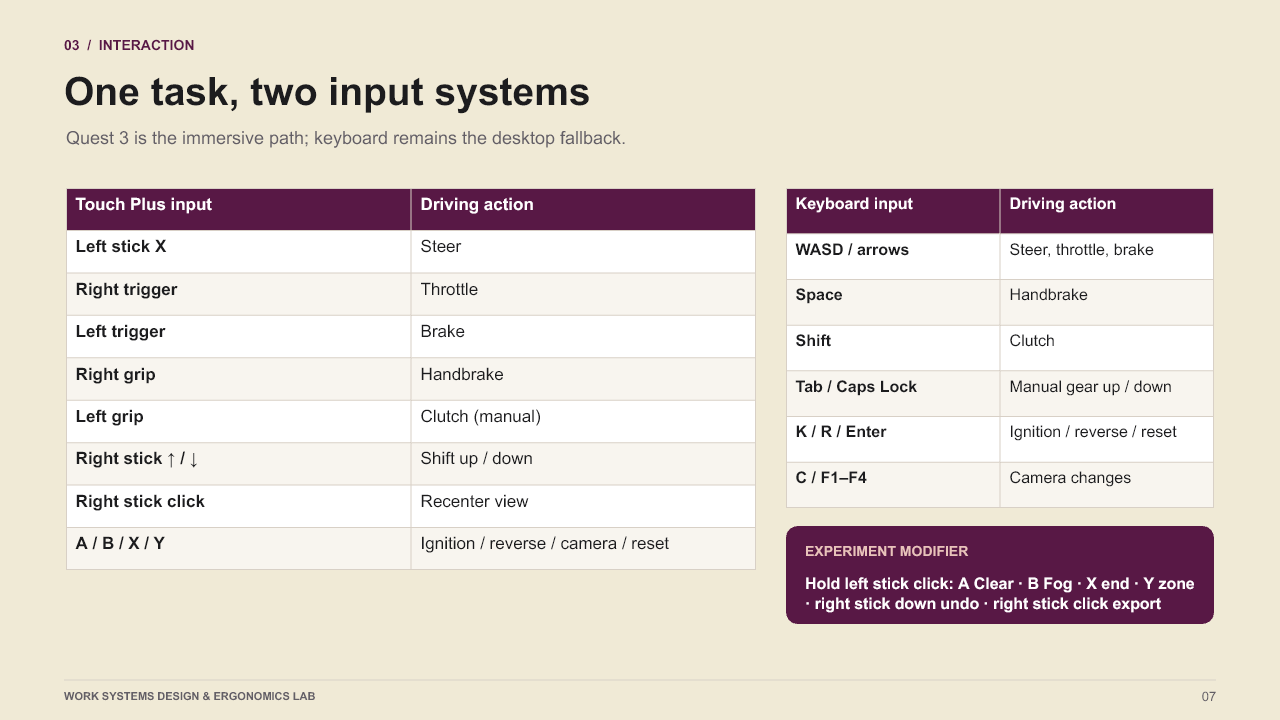 03 / INTERACTION
One task, two input systems
Quest 3 is the immersive path; keyboard remains the desktop fallback.
Touch Plus input Driving action
Left stick X Steer
Right trigger Throttle
Left trigger Brake
Right grip Handbrake
Left grip Clutch (manual)
Right stick ↑ / ↓ Shift up / down
Right stick click Recenter view
A / B / X / Y Ignition / reverse / camera / reset
Keyboard input Driving action
WASD / arrows Steer, throttle, brake
Space Handbrake
Shift Clutch
Tab / Caps Lock Manual gear up / down
K / R / Enter Ignition / reverse / reset
C / F1–F4 Camera changes
EXPERIMENT MODIFIER
Hold left stick click: A Clear · B Fog · X end · Y zone
· right stick down undo · right stick click export
WORK SYSTEMS DESIGN & ERGONOMICS LAB
07